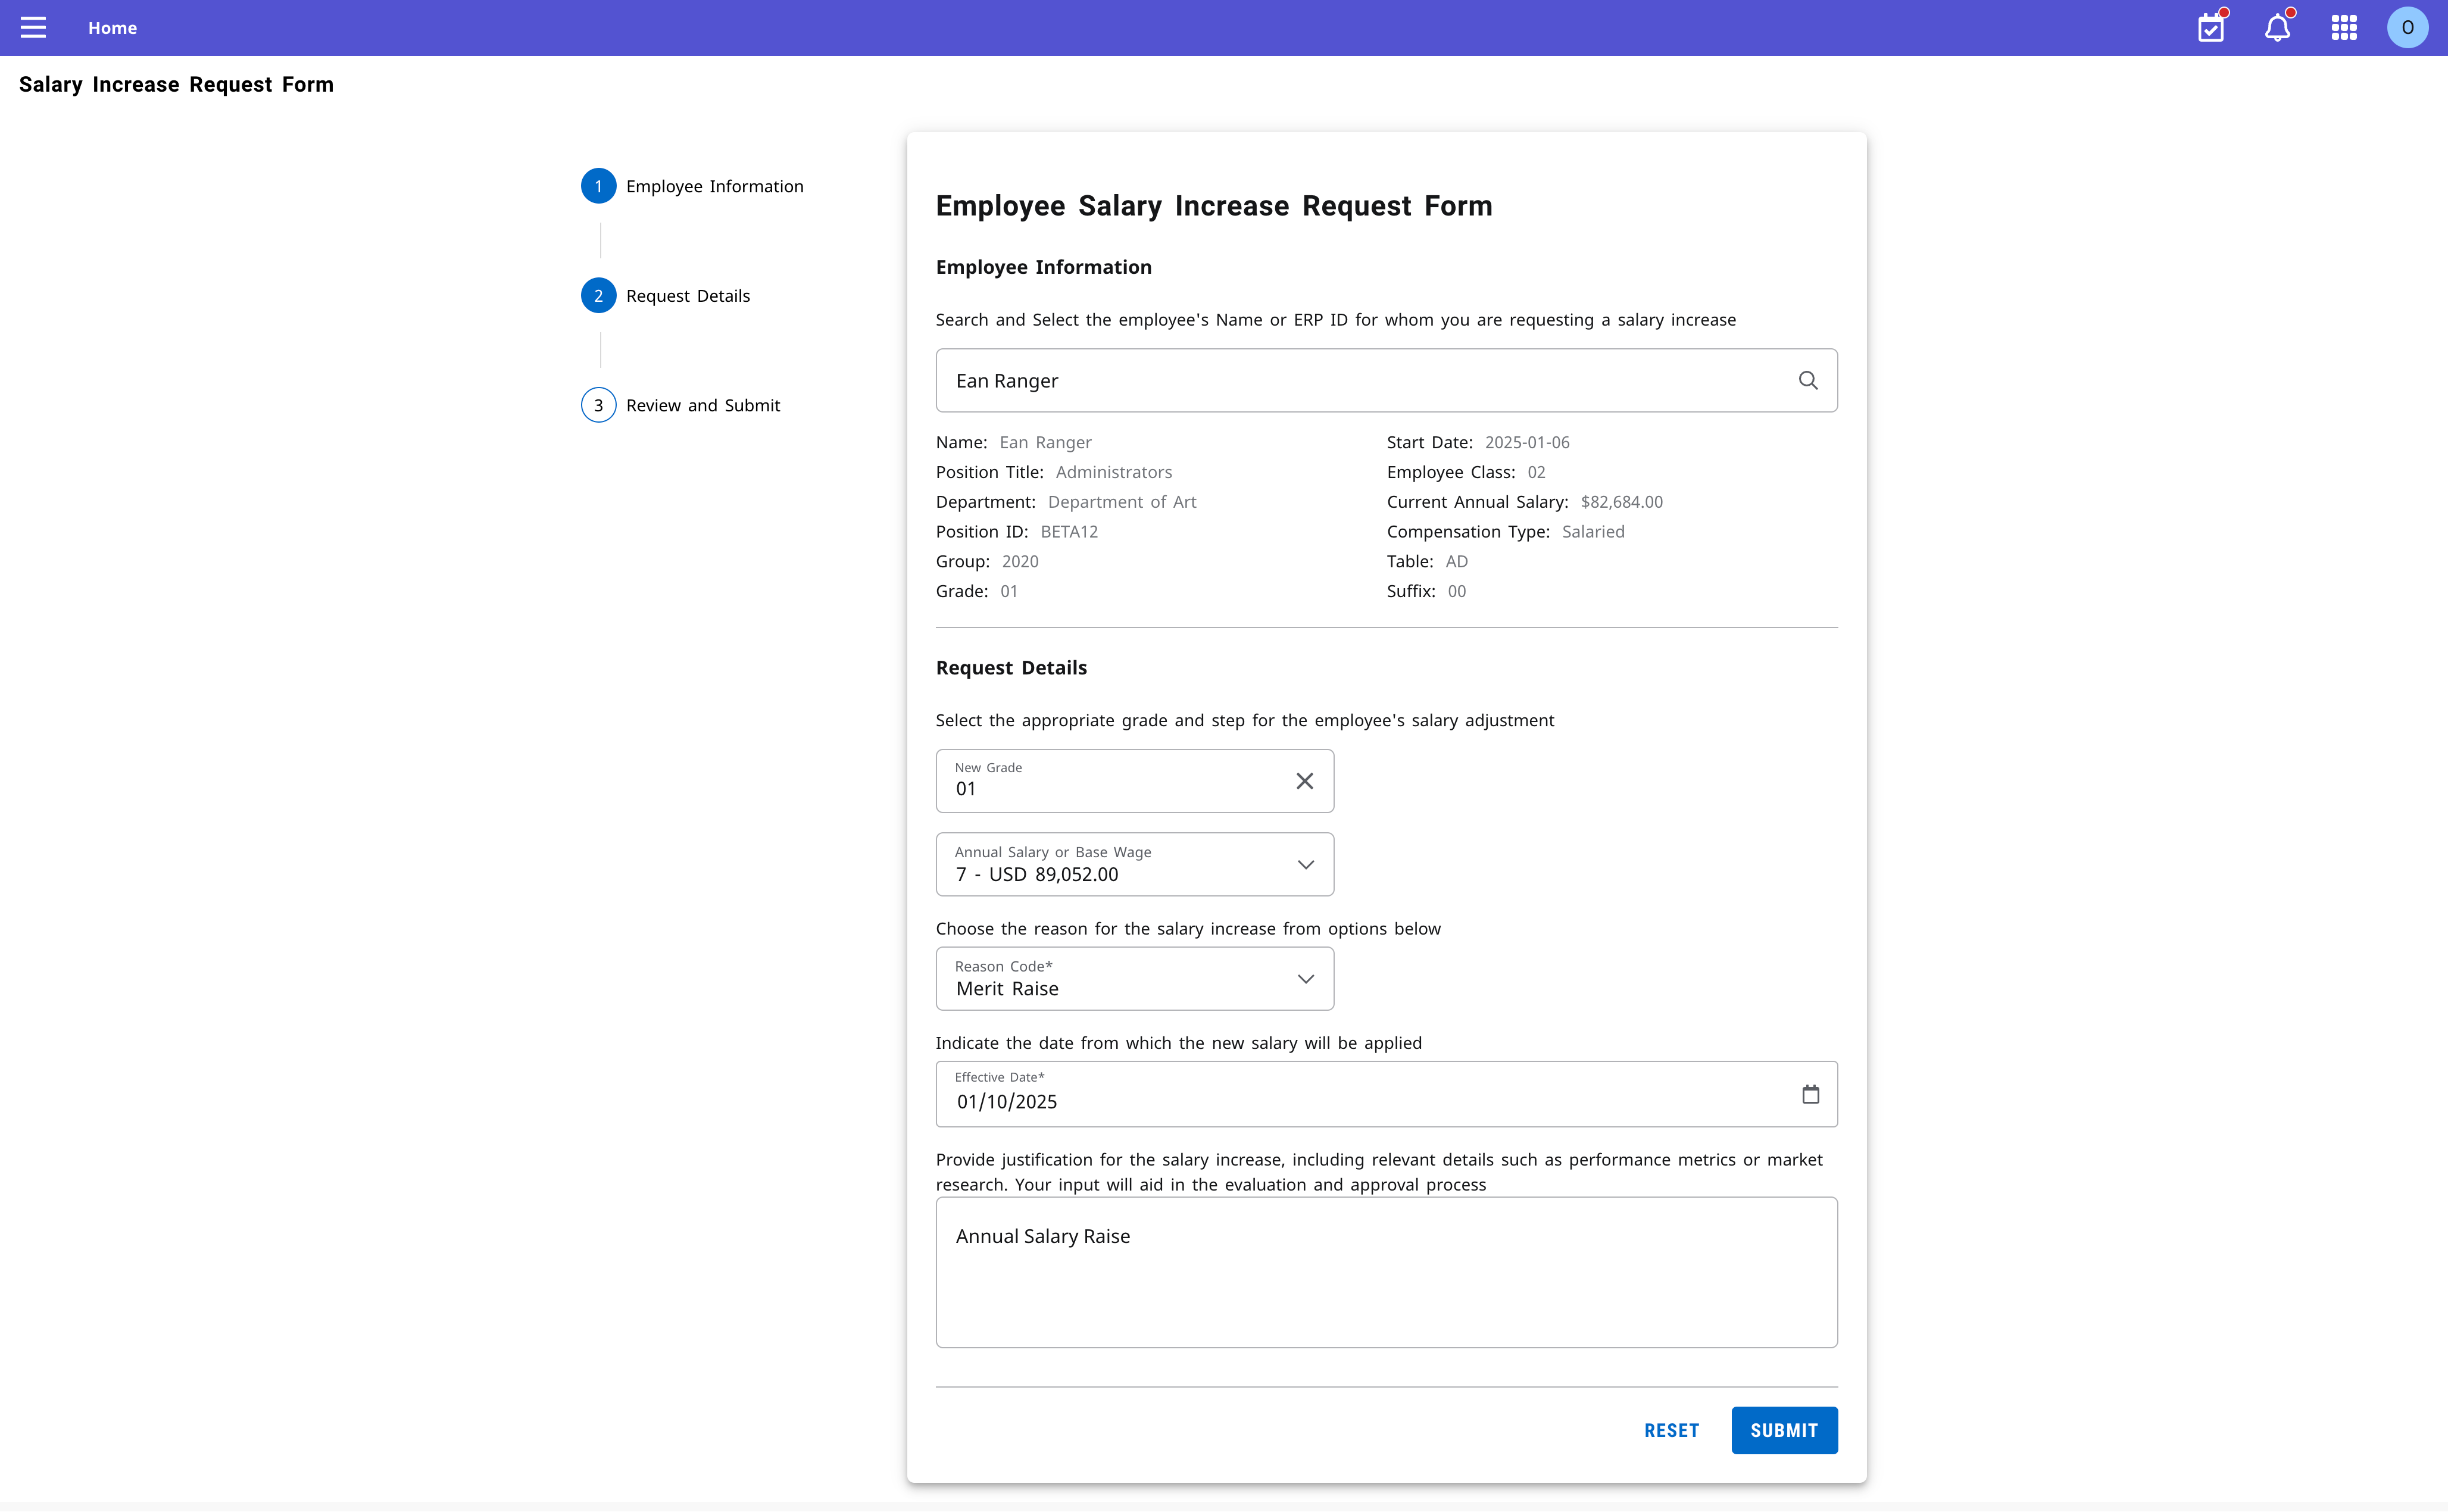 Home
O
Salary Increase Request Form
1 Employee Information
2 Request Details
3 Review and Submit
Employee Salary Increase Request Form
Employee Information
Search and Select the employee's Name or ERP ID for whom you are requesting a salary increase
Ean Ranger
Name: Ean Ranger
Start Date: 2025-01-06
Position Title: Administrators
Employee Class: 02
Department: Department of Art
Current Annual Salary: $82,684.00
Position ID: BETA12
Compensation Type: Salaried
Group: 2020
Table: AD
Grade: 01
Suffix: 00
Request Details
Select the appropriate grade and step for the employee's salary adjustment
New Grade
01
Annual Salary or Base Wage
7 - USD 89,052.00
Choose the reason for the salary increase from options below
Reason Code*
Merit Raise
Indicate the date from which the new salary will be applied
Effective Date*
01/10/2025
Provide justification for the salary increase, including relevant details such as performance metrics or market
research. Your input will aid in the evaluation and approval process
Annual Salary Raise
RESET
SUBMIT